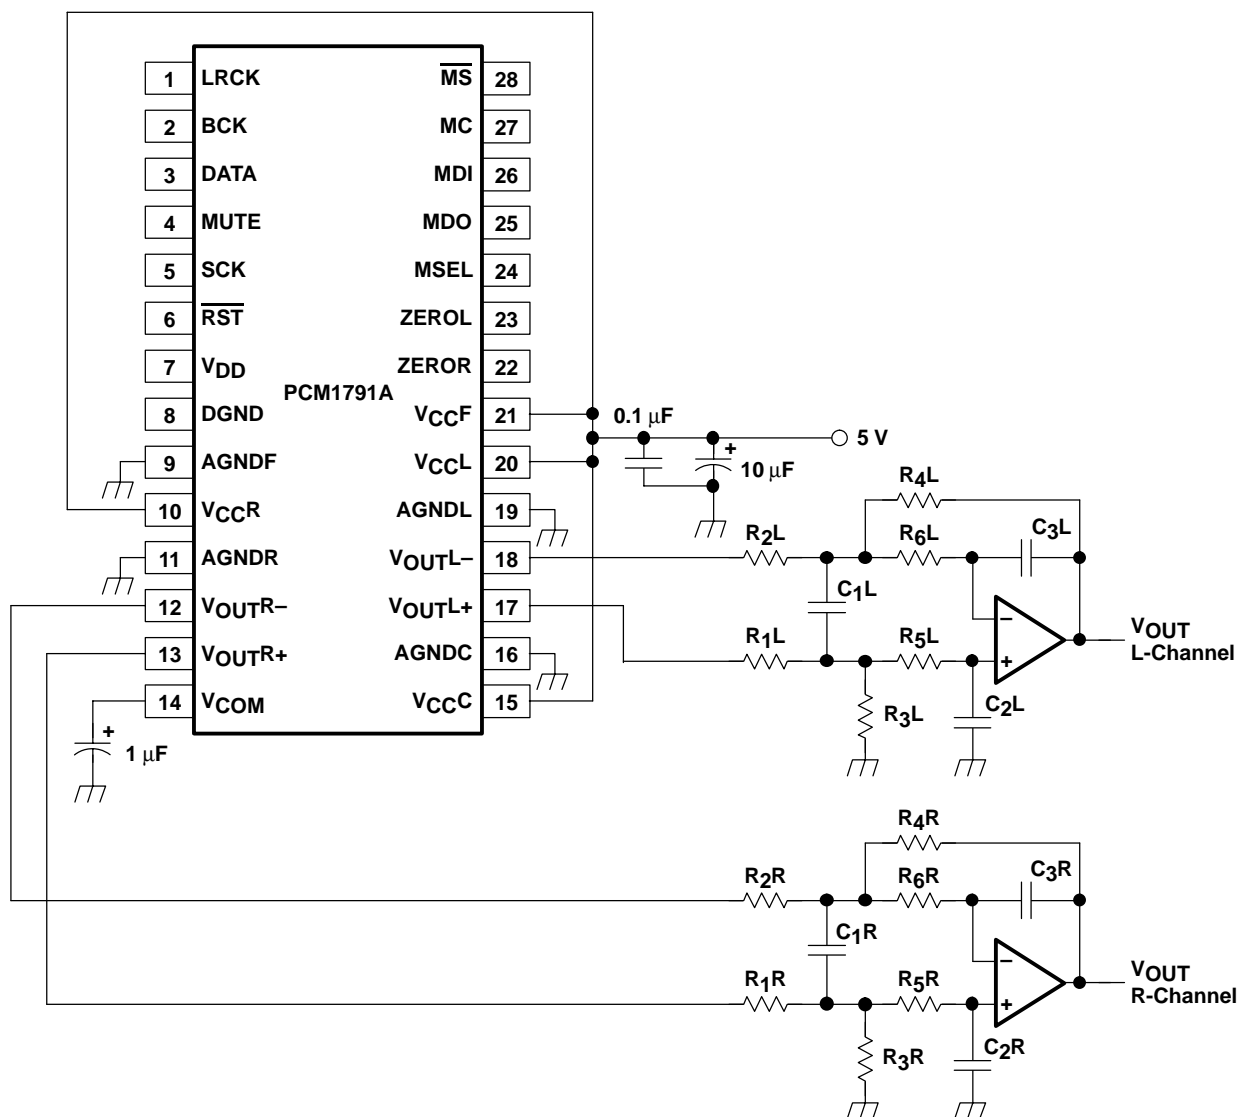 1 LRCK
2 BCK
3 DATA
4 MUTE
5 SCK
6 RST
7 VDD
8 DGND
9 AGNDF
10 VCCR
11 AGNDR
12 VOUTR–
13 VOUTR+
14 VCOM
PCM1791A
MS 28
MC 27
MDI 26
MDO 25
MSEL 24
ZEROL 23
ZEROR 22
VCCF 21
VCCL 20
AGNDL 19
VOUTL– 18
VOUTL+ 17
AGNDC 16
VCCC 15
+
1 μF
0.1 μF
+
10 μF
5 V
R4L
R2L
R6L
C3L
C1L
R1L
R5L
–
+
VOUT
L-Channel
R3L
C2L
R4R
R2R
R6R
C3R
C1R
R1R
R5R
–
+
VOUT
R-Channel
R3R
C2R